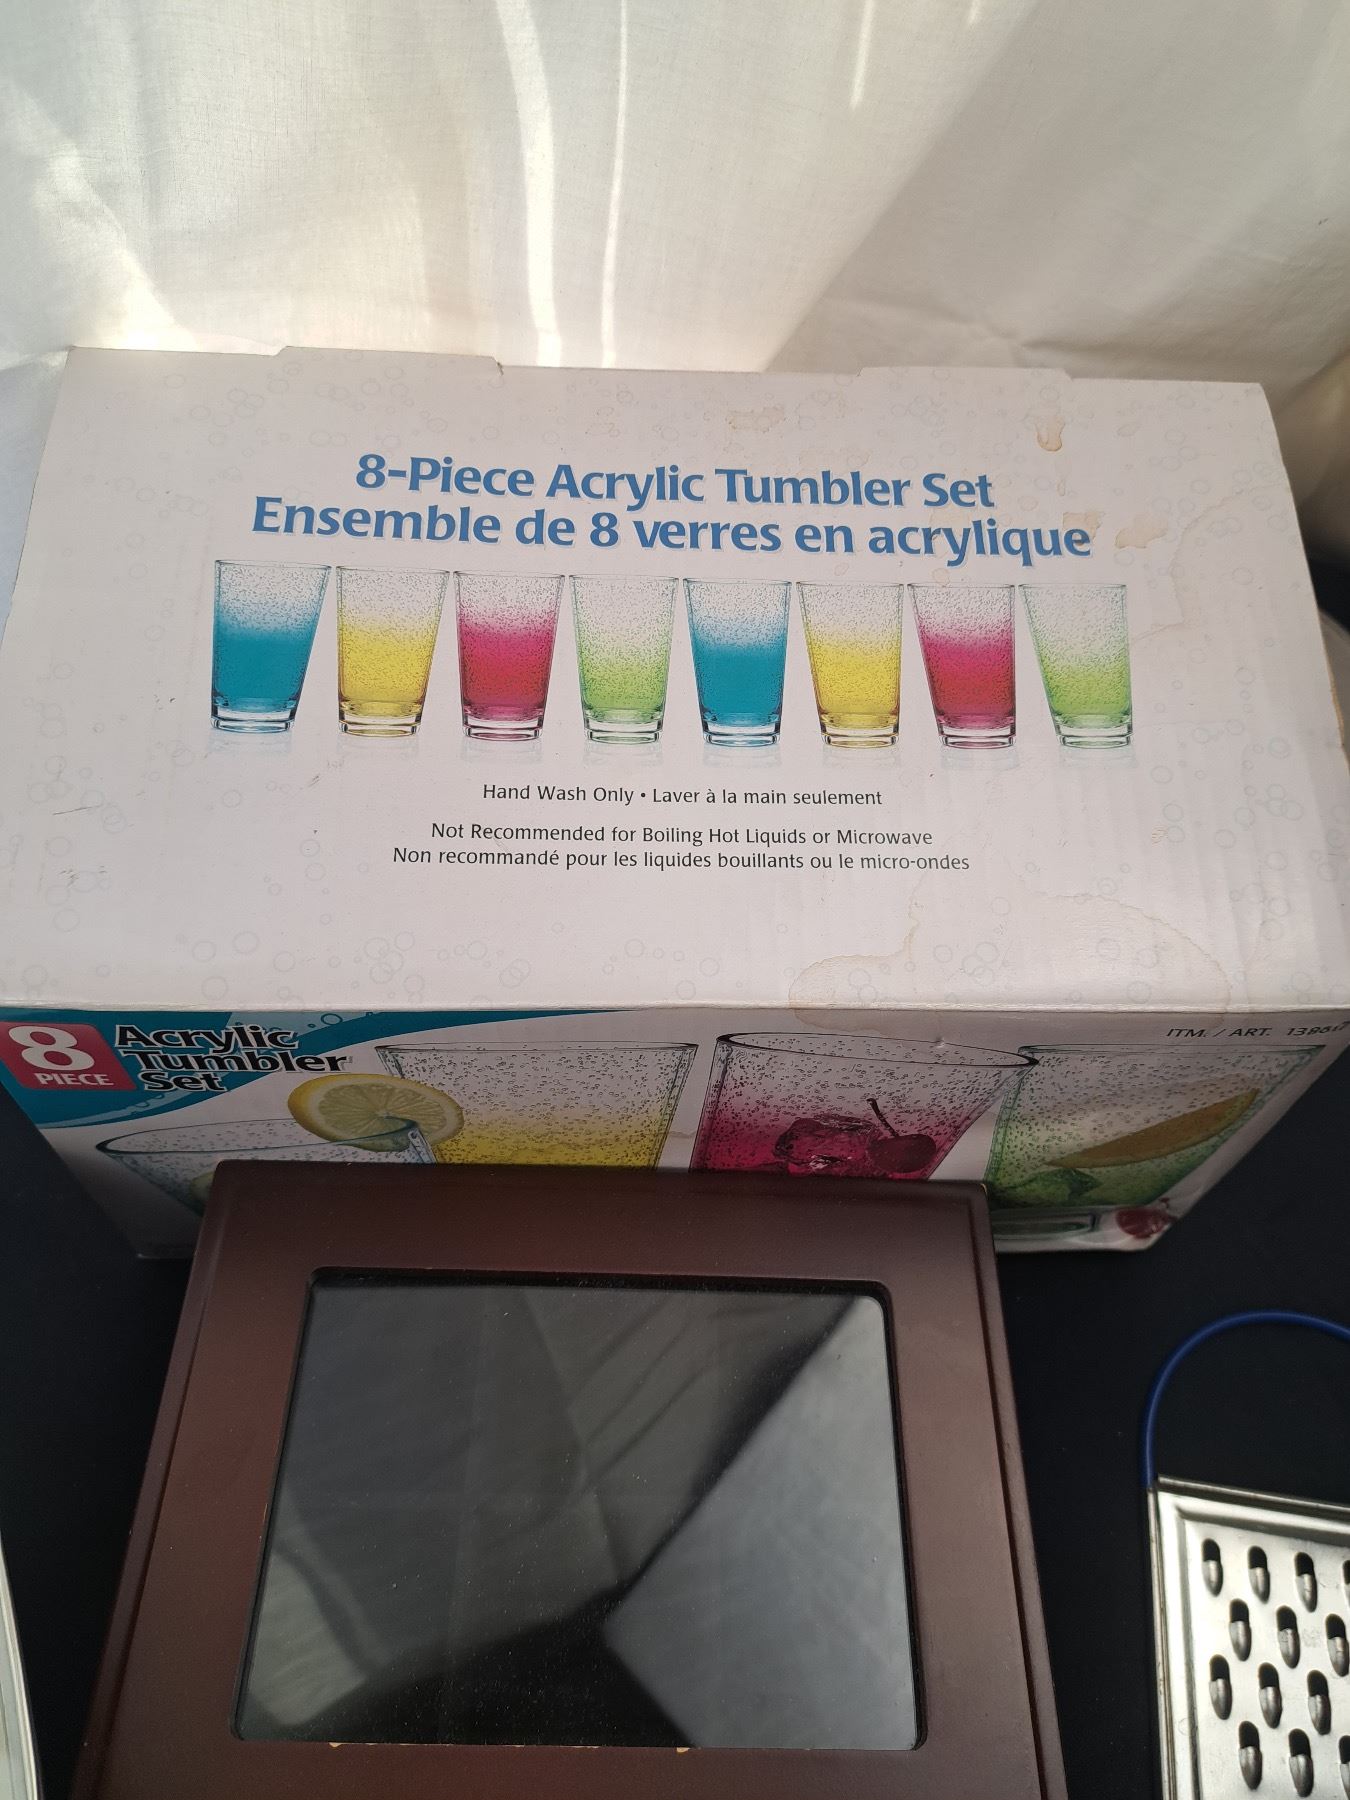 8-Piece Acrylic Tumbler Set
Ensemble de 8 verres en acrylique
Hand Wash Only • Laver à la main seulement
Not Recommended for Boiling Hot Liquids or Microwave
Non recommandé pour les liquides bouillants ou le micro-ondes
8
PIECE
Acrylic
Tumbler
Set
ITM. / ART.